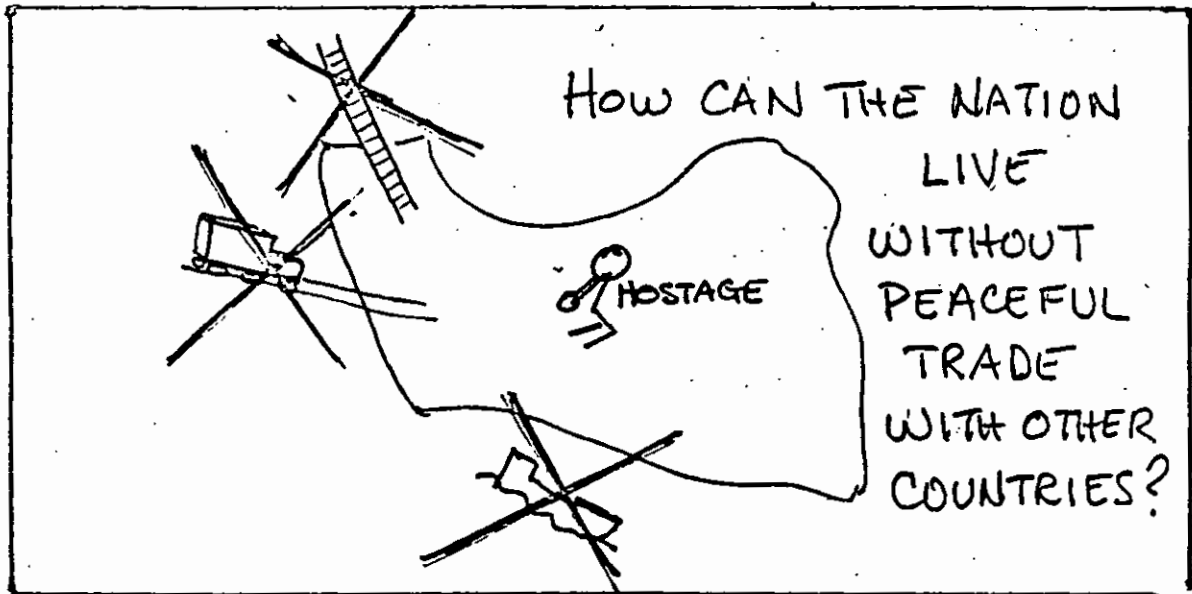 HOW CAN THE NATION
LIVE
WITHOUT
PEACEFUL
TRADE
WITH OTHER
COUNTRIES?
HOSTAGE